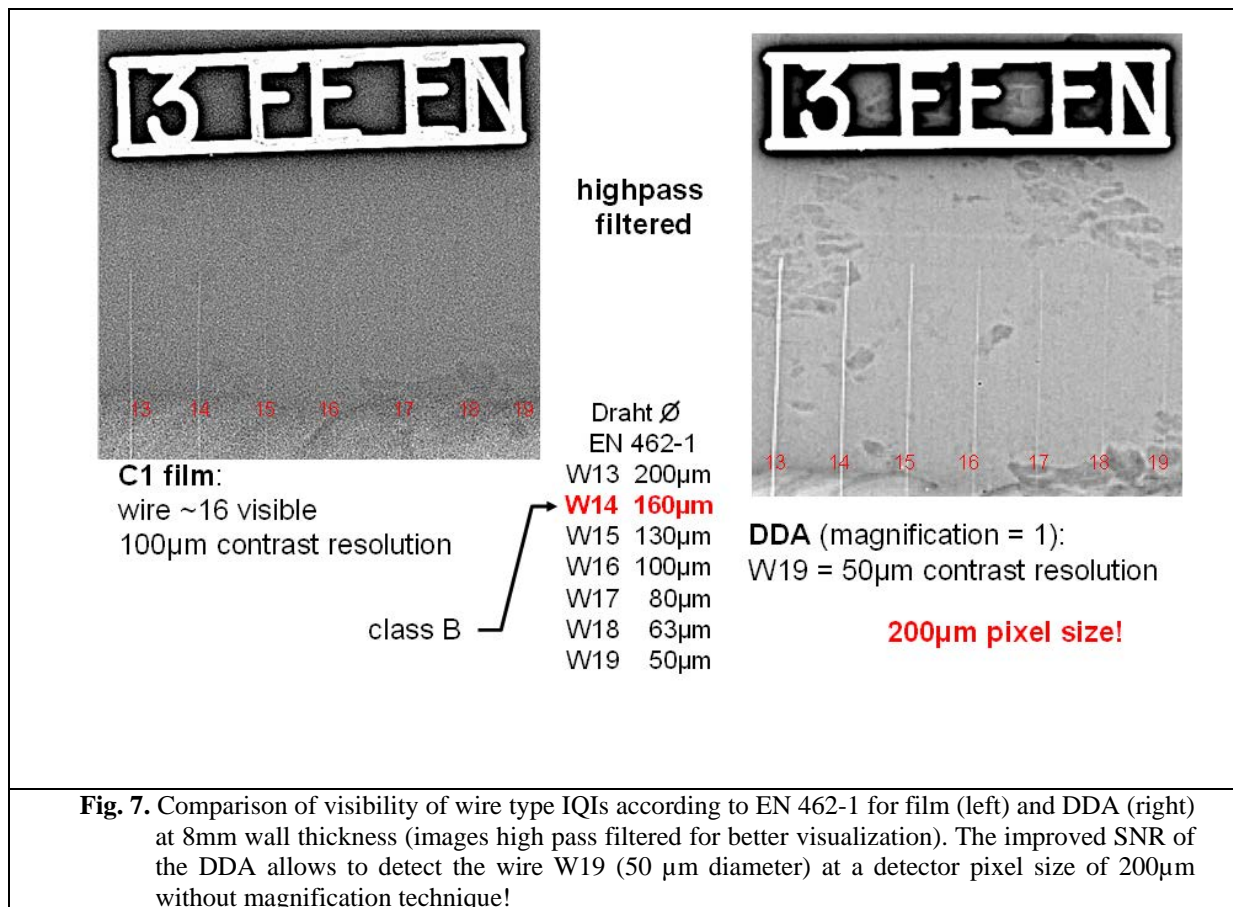 I3 FE EN
13 14 15 16 17 18 19
C1 film:
wire ~16 visible
100µm contrast resolution
highpass
filtered
Draht Ø
EN 462-1
W13 200µm
W14 160µm
W15 130µm
W16 100µm
W17 80µm
W18 63µm
W19 50µm
class B
I3 FE EN
13 14 15 16 17 18 19
DDA (magnification = 1):
W19 = 50µm contrast resolution
200µm pixel size!
Fig. 7. Comparison of visibility of wire type IQIs according to EN 462-1 for film (left) and DDA (right)
at 8mm wall thickness (images high pass filtered for better visualization). The improved SNR of
the DDA allows to detect the wire W19 (50 µm diameter) at a detector pixel size of 200µm
without magnification technique!